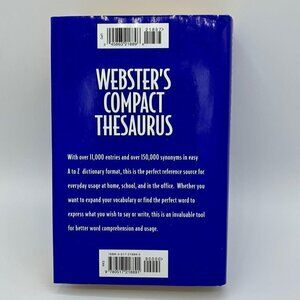 WEBSTER'S
COMPACT
THESAURUS
With over 11,000 entries and over 150,000 synonyms in easy
A to Z dictionary format, this is the perfect reference source for
everyday usage at home, school, and in the office. Whether you
want to expand your vocabulary or find the perfect word to
express what you wish to say or write, this is an invaluable tool
for better word comprehension and usage.